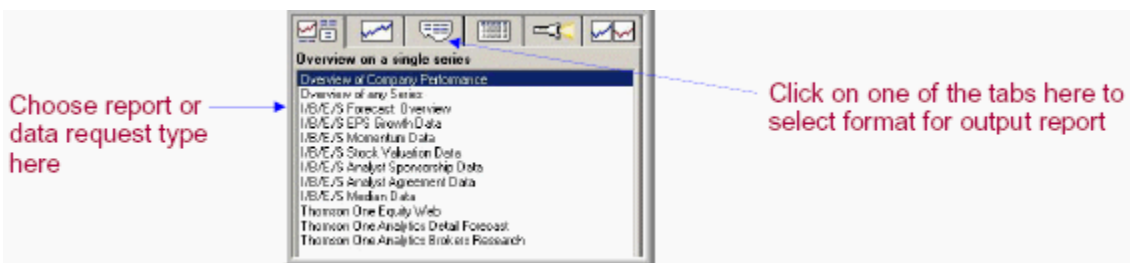 Overview on a single series
Overview of Company Performance
Overview of any Series
I/B/E/S Forecast Overview
I/B/E/S EPS Growth Data
I/B/E/S Momentum Data
I/B/E/S Stock Valuation Data
I/B/E/S Analyst Sponsorship Data
I/B/E/S Analyst Agreement Data
I/B/E/S Median Data
Thomson One Equity Web
Thomson One Analytics Detail Forecast
Thomson One Analytics Brokers Research
Choose report or
data request type
here
Click on one of the tabs here to
select format for output report